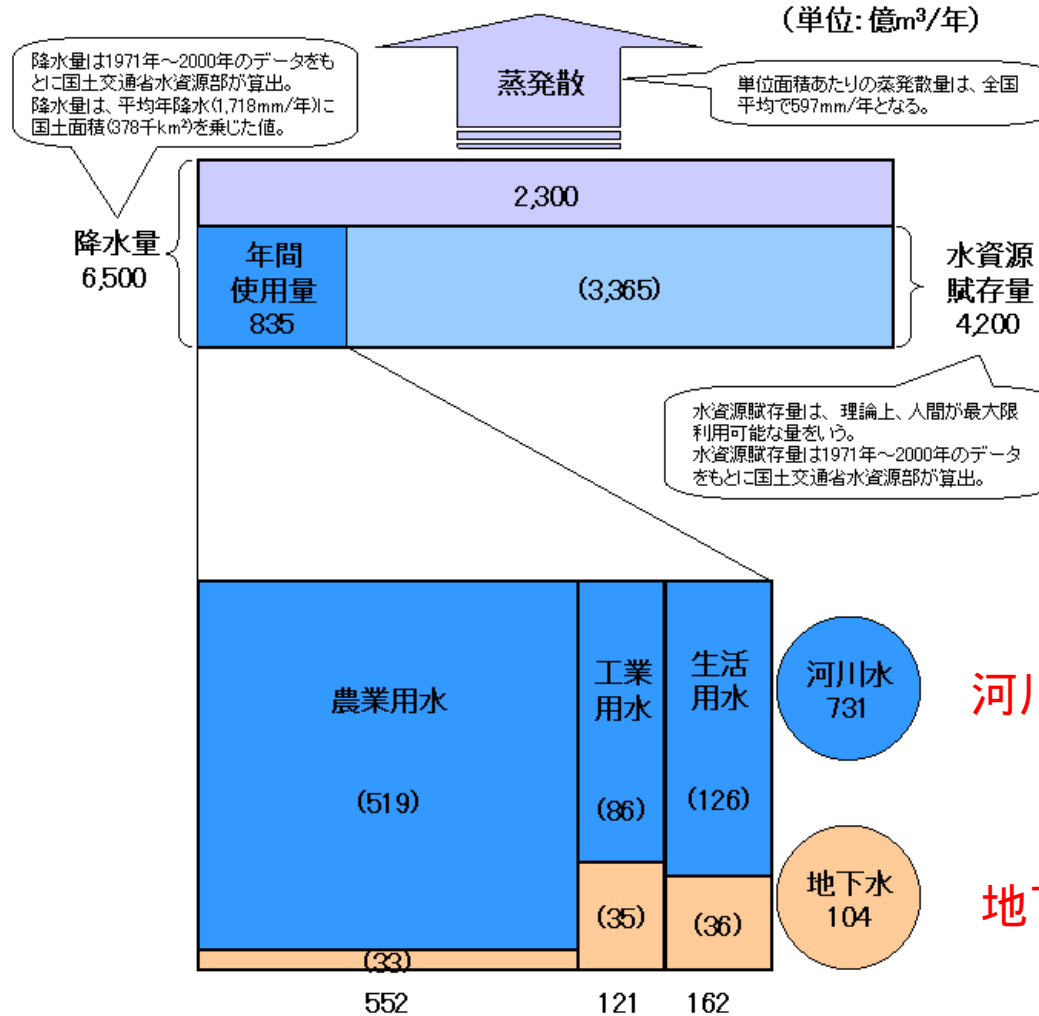 (単位: 億m³/年)
降水量は1971年～2000年のデータをも
とに国土交通省水資源部が算出。
降水量は、平均年降水(1,718mm/年)に
国土面積(378千km²)を乗じた値。
蒸発散
単位面積あたりの蒸発散量は、全国
平均で597mm/年となる。
2,300
降水量
6,500
年間
使用量
835
(3,365)
水資源
賦存量
4,200
水資源賦存量は、理論上、人間が最大限
利用可能な量をいう。
水資源賦存量は1971年～2000年のデータ
をもとに国土交通省水資源部が算出。
農業用水
工業
用水
生活
用水
河川水
731
河川
(519)
(86)
(126)
地下水
104
地下
(33)
(35)
(36)
552
121
162